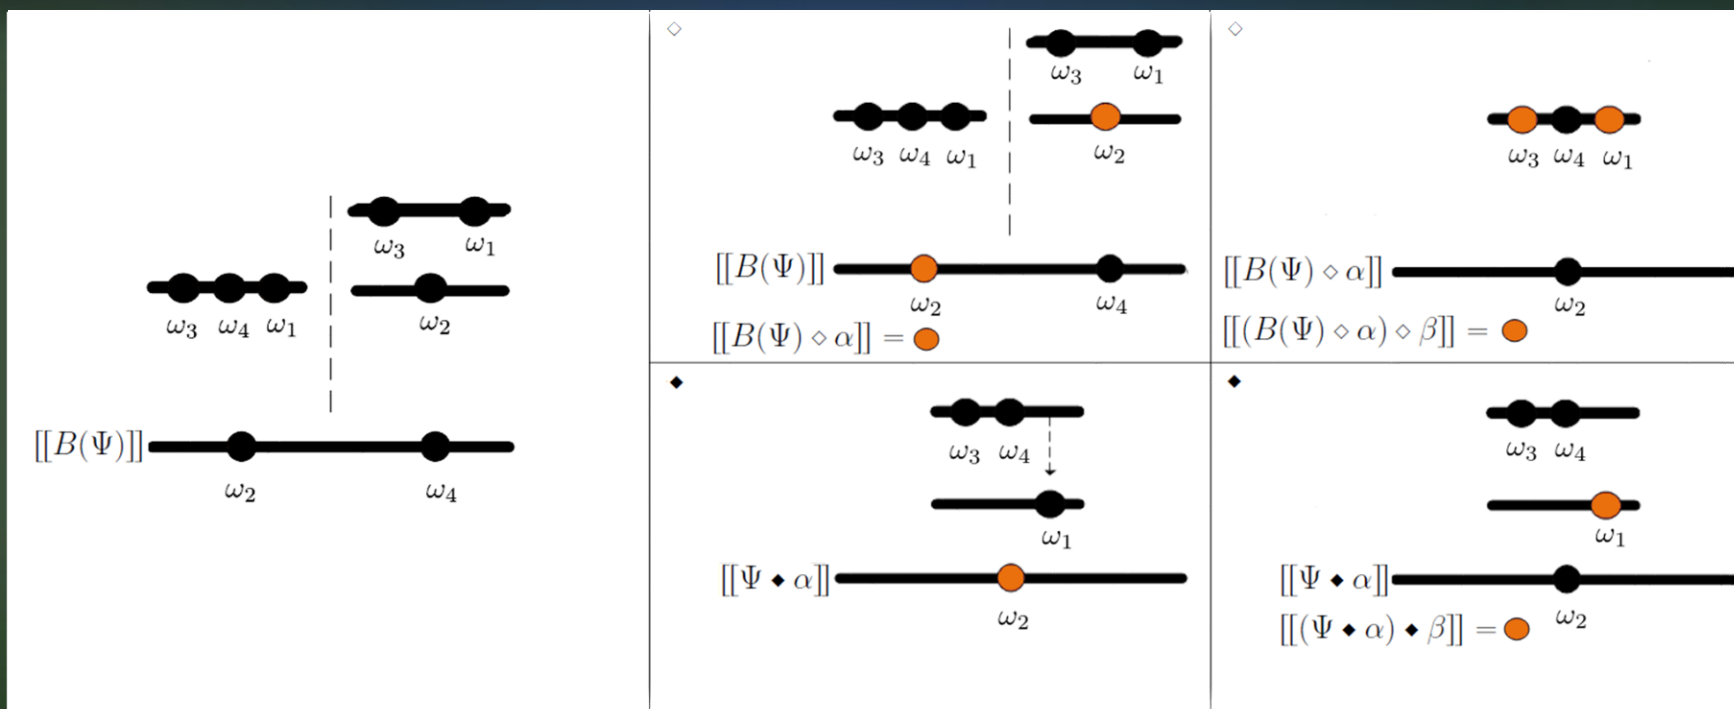 ω₃ ω₁
ω₃ ω₄ ω₁ ω₂
[[B(Ψ)]]
ω₂ ω₄
◇
ω₃ ω₁
ω₃ ω₄ ω₁ ω₂
[[B(Ψ)]]
ω₂ ω₄
[[B(Ψ) ◇ α]] =
◇
ω₃ ω₄ ω₁
[[B(Ψ) ◇ α]]
ω₂
[[(B(Ψ) ◇ α) ◇ β]] =
◆
ω₃ ω₄
ω₁
[[Ψ ◆ α]]
ω₂
◆
ω₃ ω₄
ω₁
[[Ψ ◆ α]]
ω₂
[[(Ψ ◆ α) ◆ β]] =